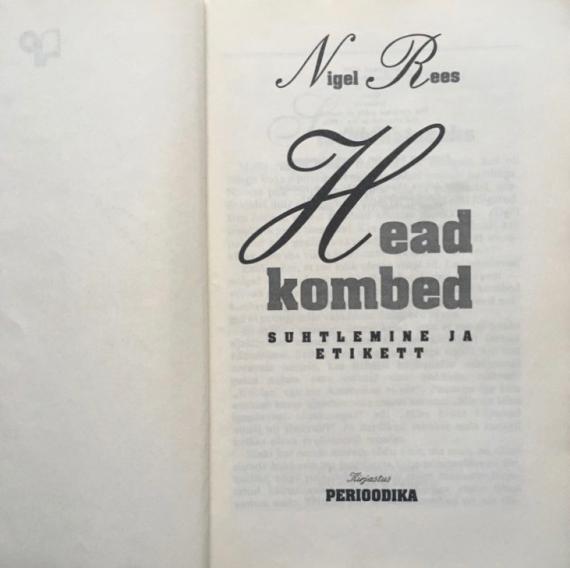 Nigel Rees
Head
kombed
SUHTLEMINE JA
ETIKETT
Kirjastus
PERIOODIKA